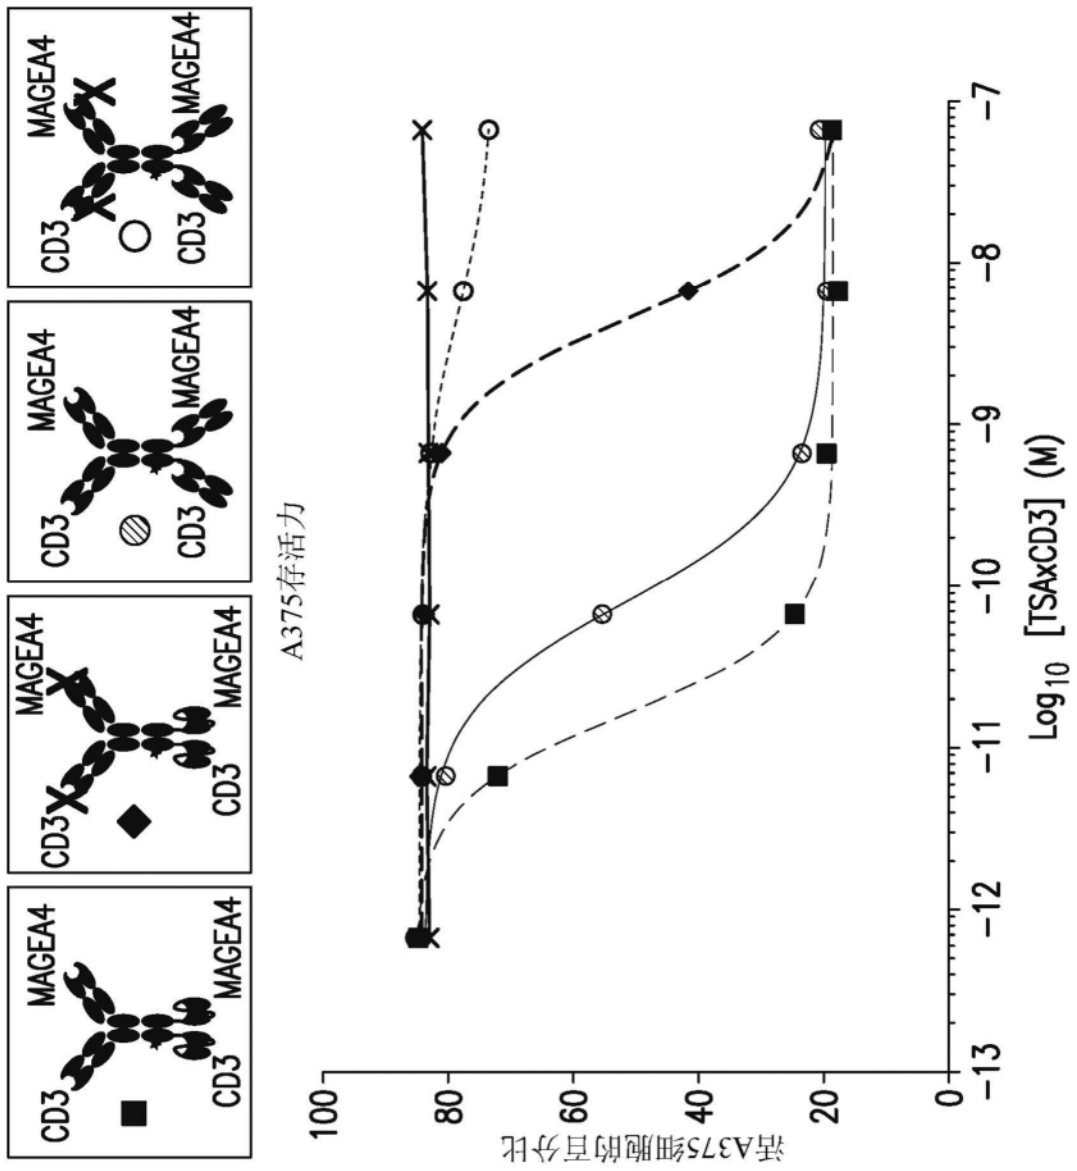 CD3
MAGEA4
CD3
MAGEA4
CD3
MAGEA4
CD3
MAGEA4
CD3
MAGEA4
CD3
MAGEA4
CD3
MAGEA4
CD3
MAGEA4
A375存活力
活A375细胞的百分比
100
80
60
40
20
0
-13
-12
-11
-10
-9
-8
-7
Log10 [TSAxCD3] (M)